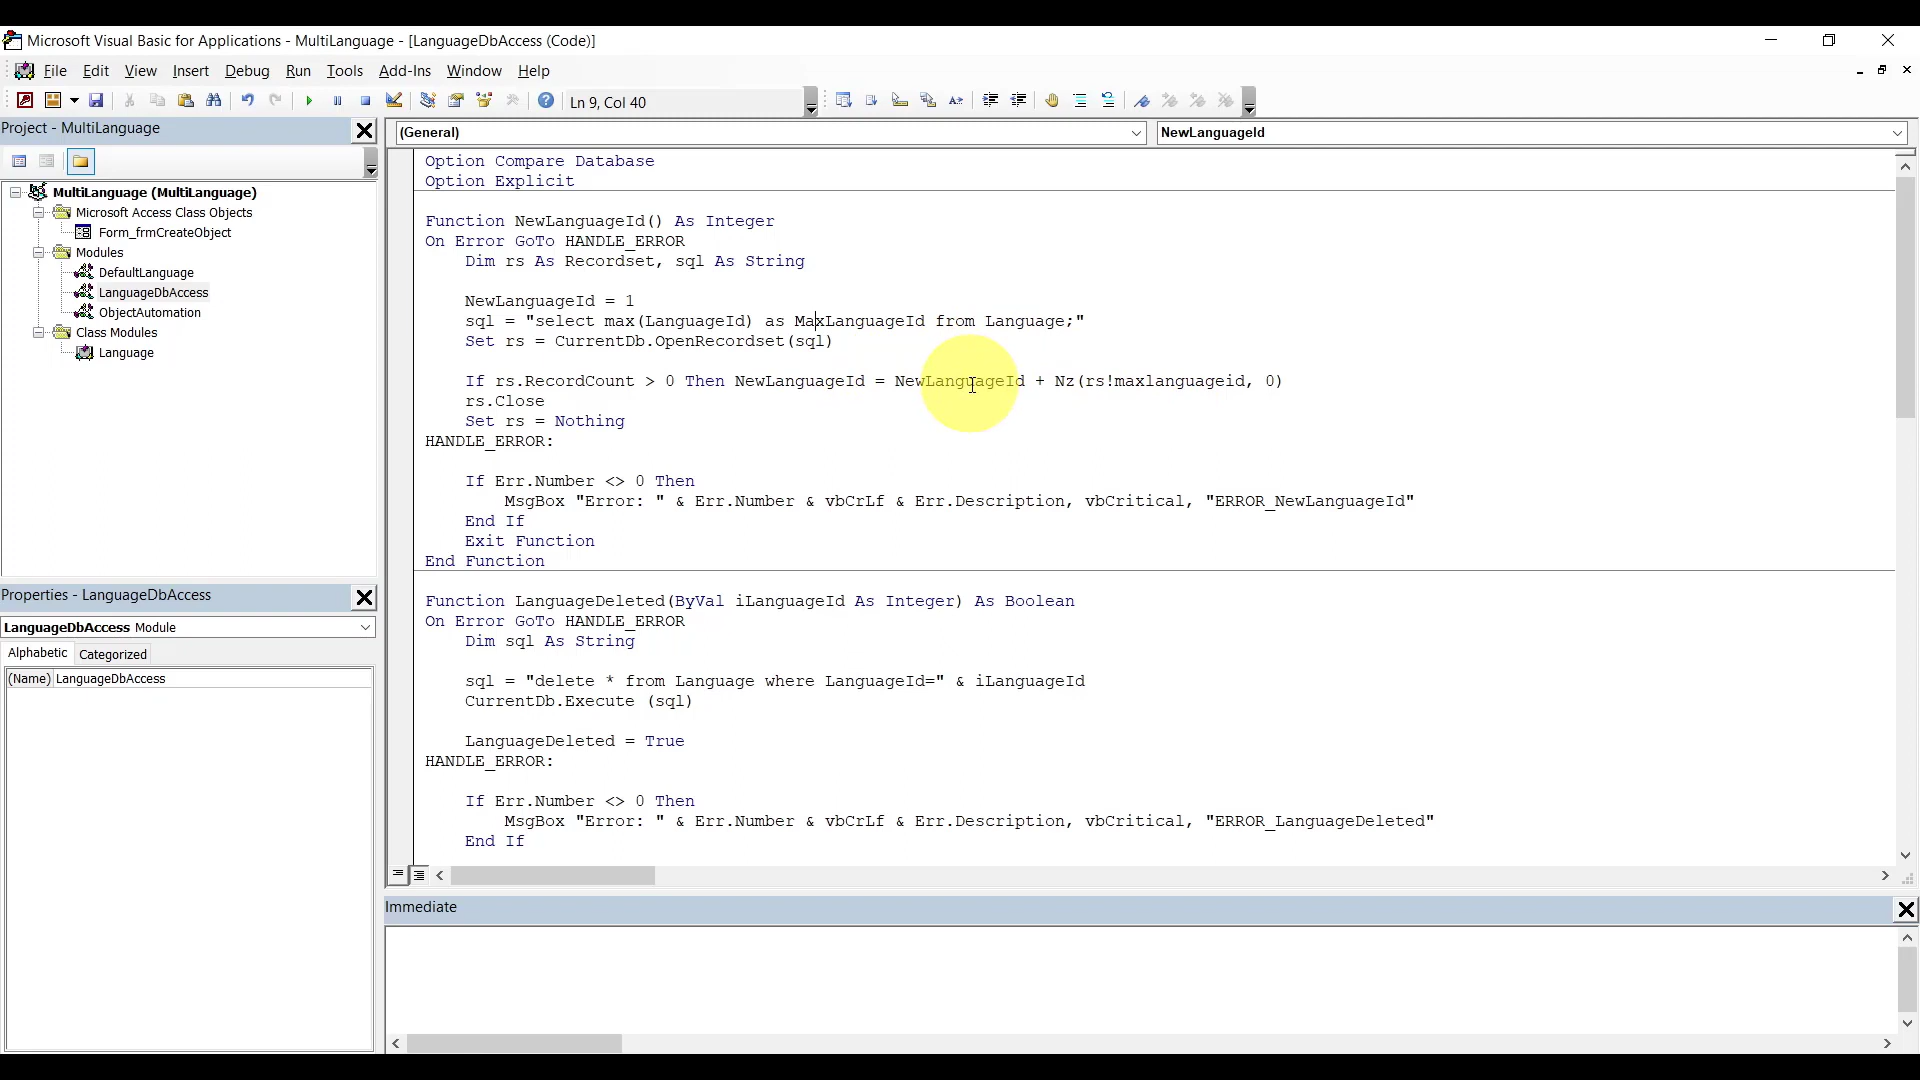 Microsoft Visual Basic for Applications - MultiLanguage - [LanguageDbAccess (Code)]
File Edit View Insert Debug Run Tools Add-Ins Window Help
Ln 9, Col 40
Project - MultiLanguage
(General)
NewLanguageId
MultiLanguage (MultiLanguage)
Microsoft Access Class Objects
Form_frmCreateObject
Modules
DefaultLanguage
LanguageDbAccess
ObjectAutomation
Class Modules
Language
Properties - LanguageDbAccess
LanguageDbAccess Module
Alphabetic Categorized
(Name) LanguageDbAccess
Option Compare Database
Option Explicit
Function NewLanguageId() As Integer
On Error GoTo HANDLE_ERROR
Dim rs As Recordset, sql As String
NewLanguageId = 1
sql = "select max(LanguageId) as MaxLanguageId from Language;"
Set rs = CurrentDb.OpenRecordset(sql)
If rs.RecordCount > 0 Then NewLanguageId = NewLanguageId + Nz(rs!maxlanguageid, 0)
rs.Close
Set rs = Nothing
HANDLE_ERROR:
If Err.Number <> 0 Then
MsgBox "Error: " & Err.Number & vbCrLf & Err.Description, vbCritical, "ERROR_NewLanguageId"
End If
Exit Function
End Function
Function LanguageDeleted(ByVal iLanguageId As Integer) As Boolean
On Error GoTo HANDLE_ERROR
Dim sql As String
sql = "delete * from Language where LanguageId=" & iLanguageId
CurrentDb.Execute (sql)
LanguageDeleted = True
HANDLE_ERROR:
If Err.Number <> 0 Then
MsgBox "Error: " & Err.Number & vbCrLf & Err.Description, vbCritical, "ERROR_LanguageDeleted"
End If
Immediate